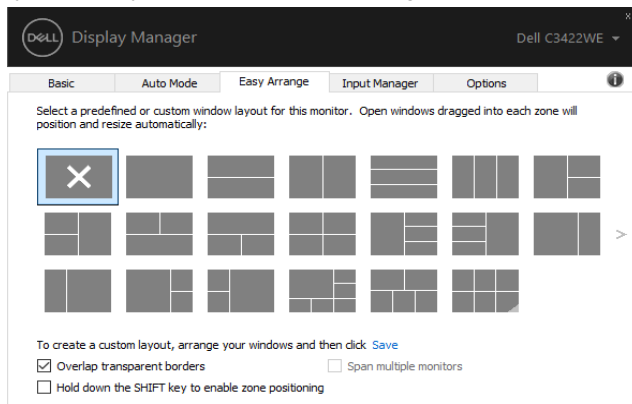 DELL Display Manager
Dell C3422WE
x
Basic Auto Mode Easy Arrange Input Manager Options
Select a predefined or custom window layout for this monitor. Open windows dragged into each zone will
position and resize automatically:
>
To create a custom layout, arrange your windows and then click Save
Overlap transparent borders
Span multiple monitors
Hold down the SHIFT key to enable zone positioning